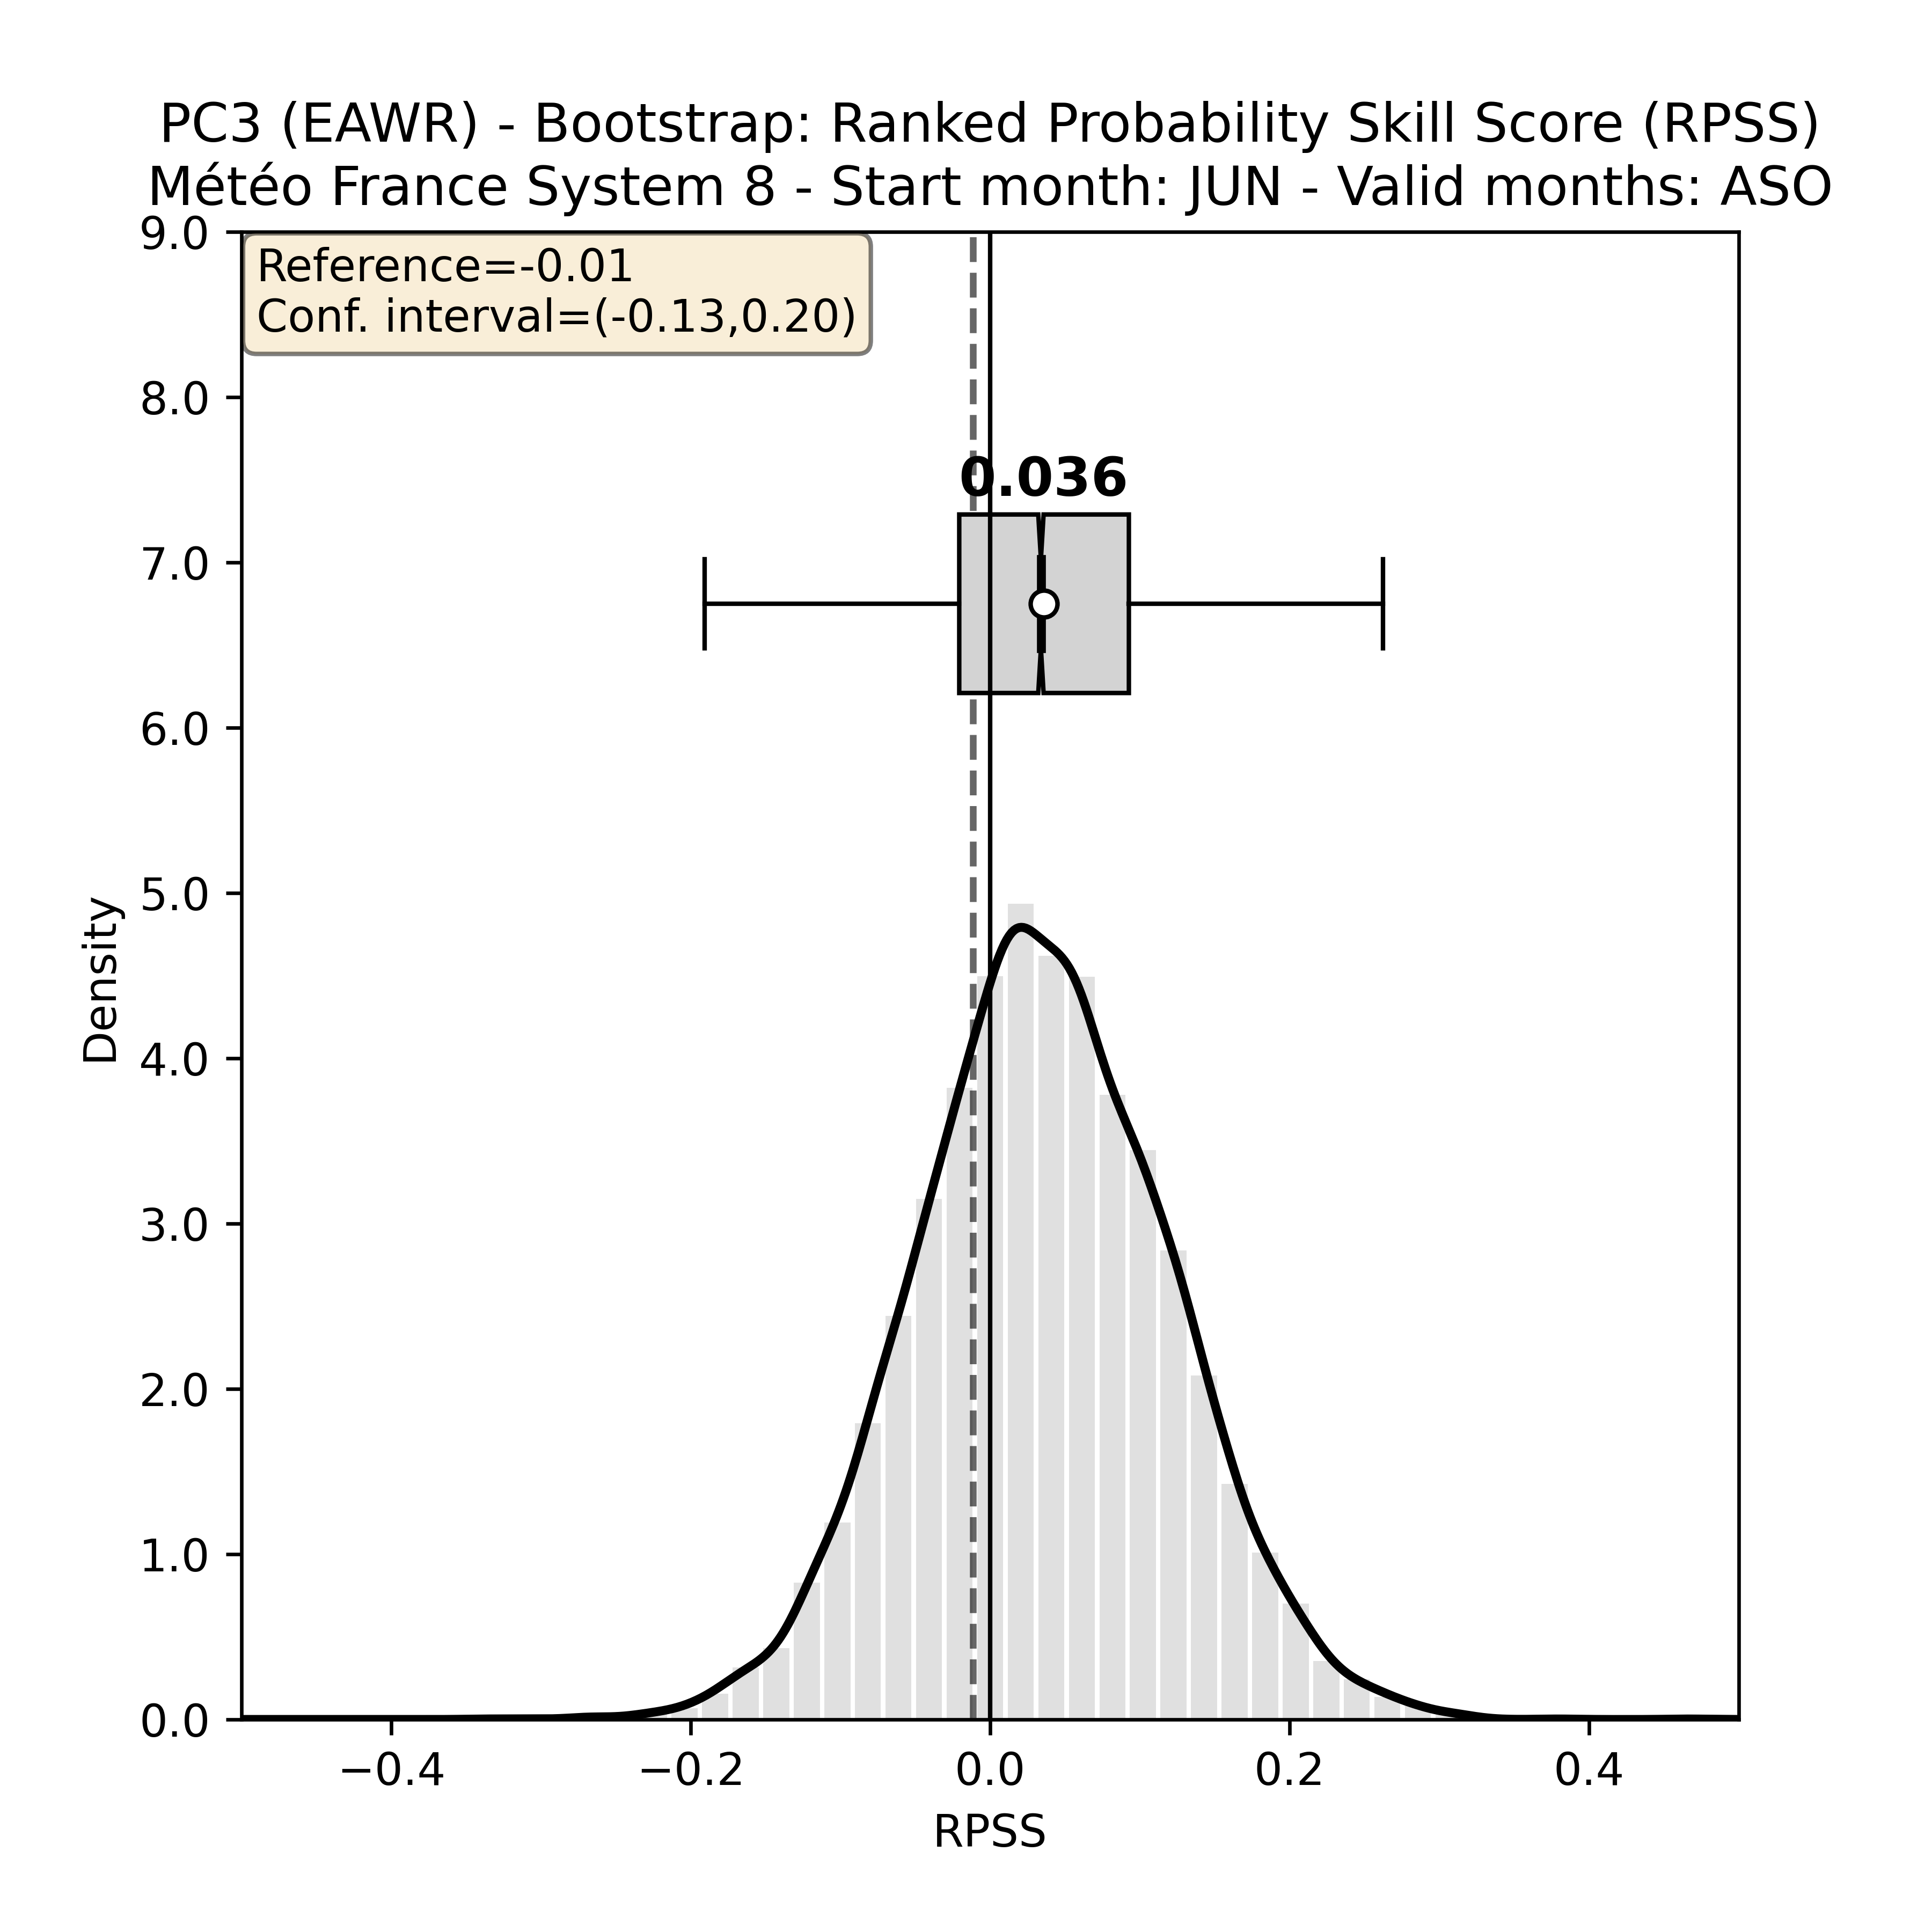 PC3 (EAWR) - Bootstrap: Ranked Probability Skill Score (RPSS)
Météo France System 8 - Start month: JUN - Valid months: ASO
Reference=-0.01
Conf. interval=(-0.13,0.20)
0.036
9.0
8.0
7.0
6.0
5.0
4.0
3.0
2.0
1.0
0.0
Density
−0.4
−0.2
0.0
0.2
0.4
RPSS